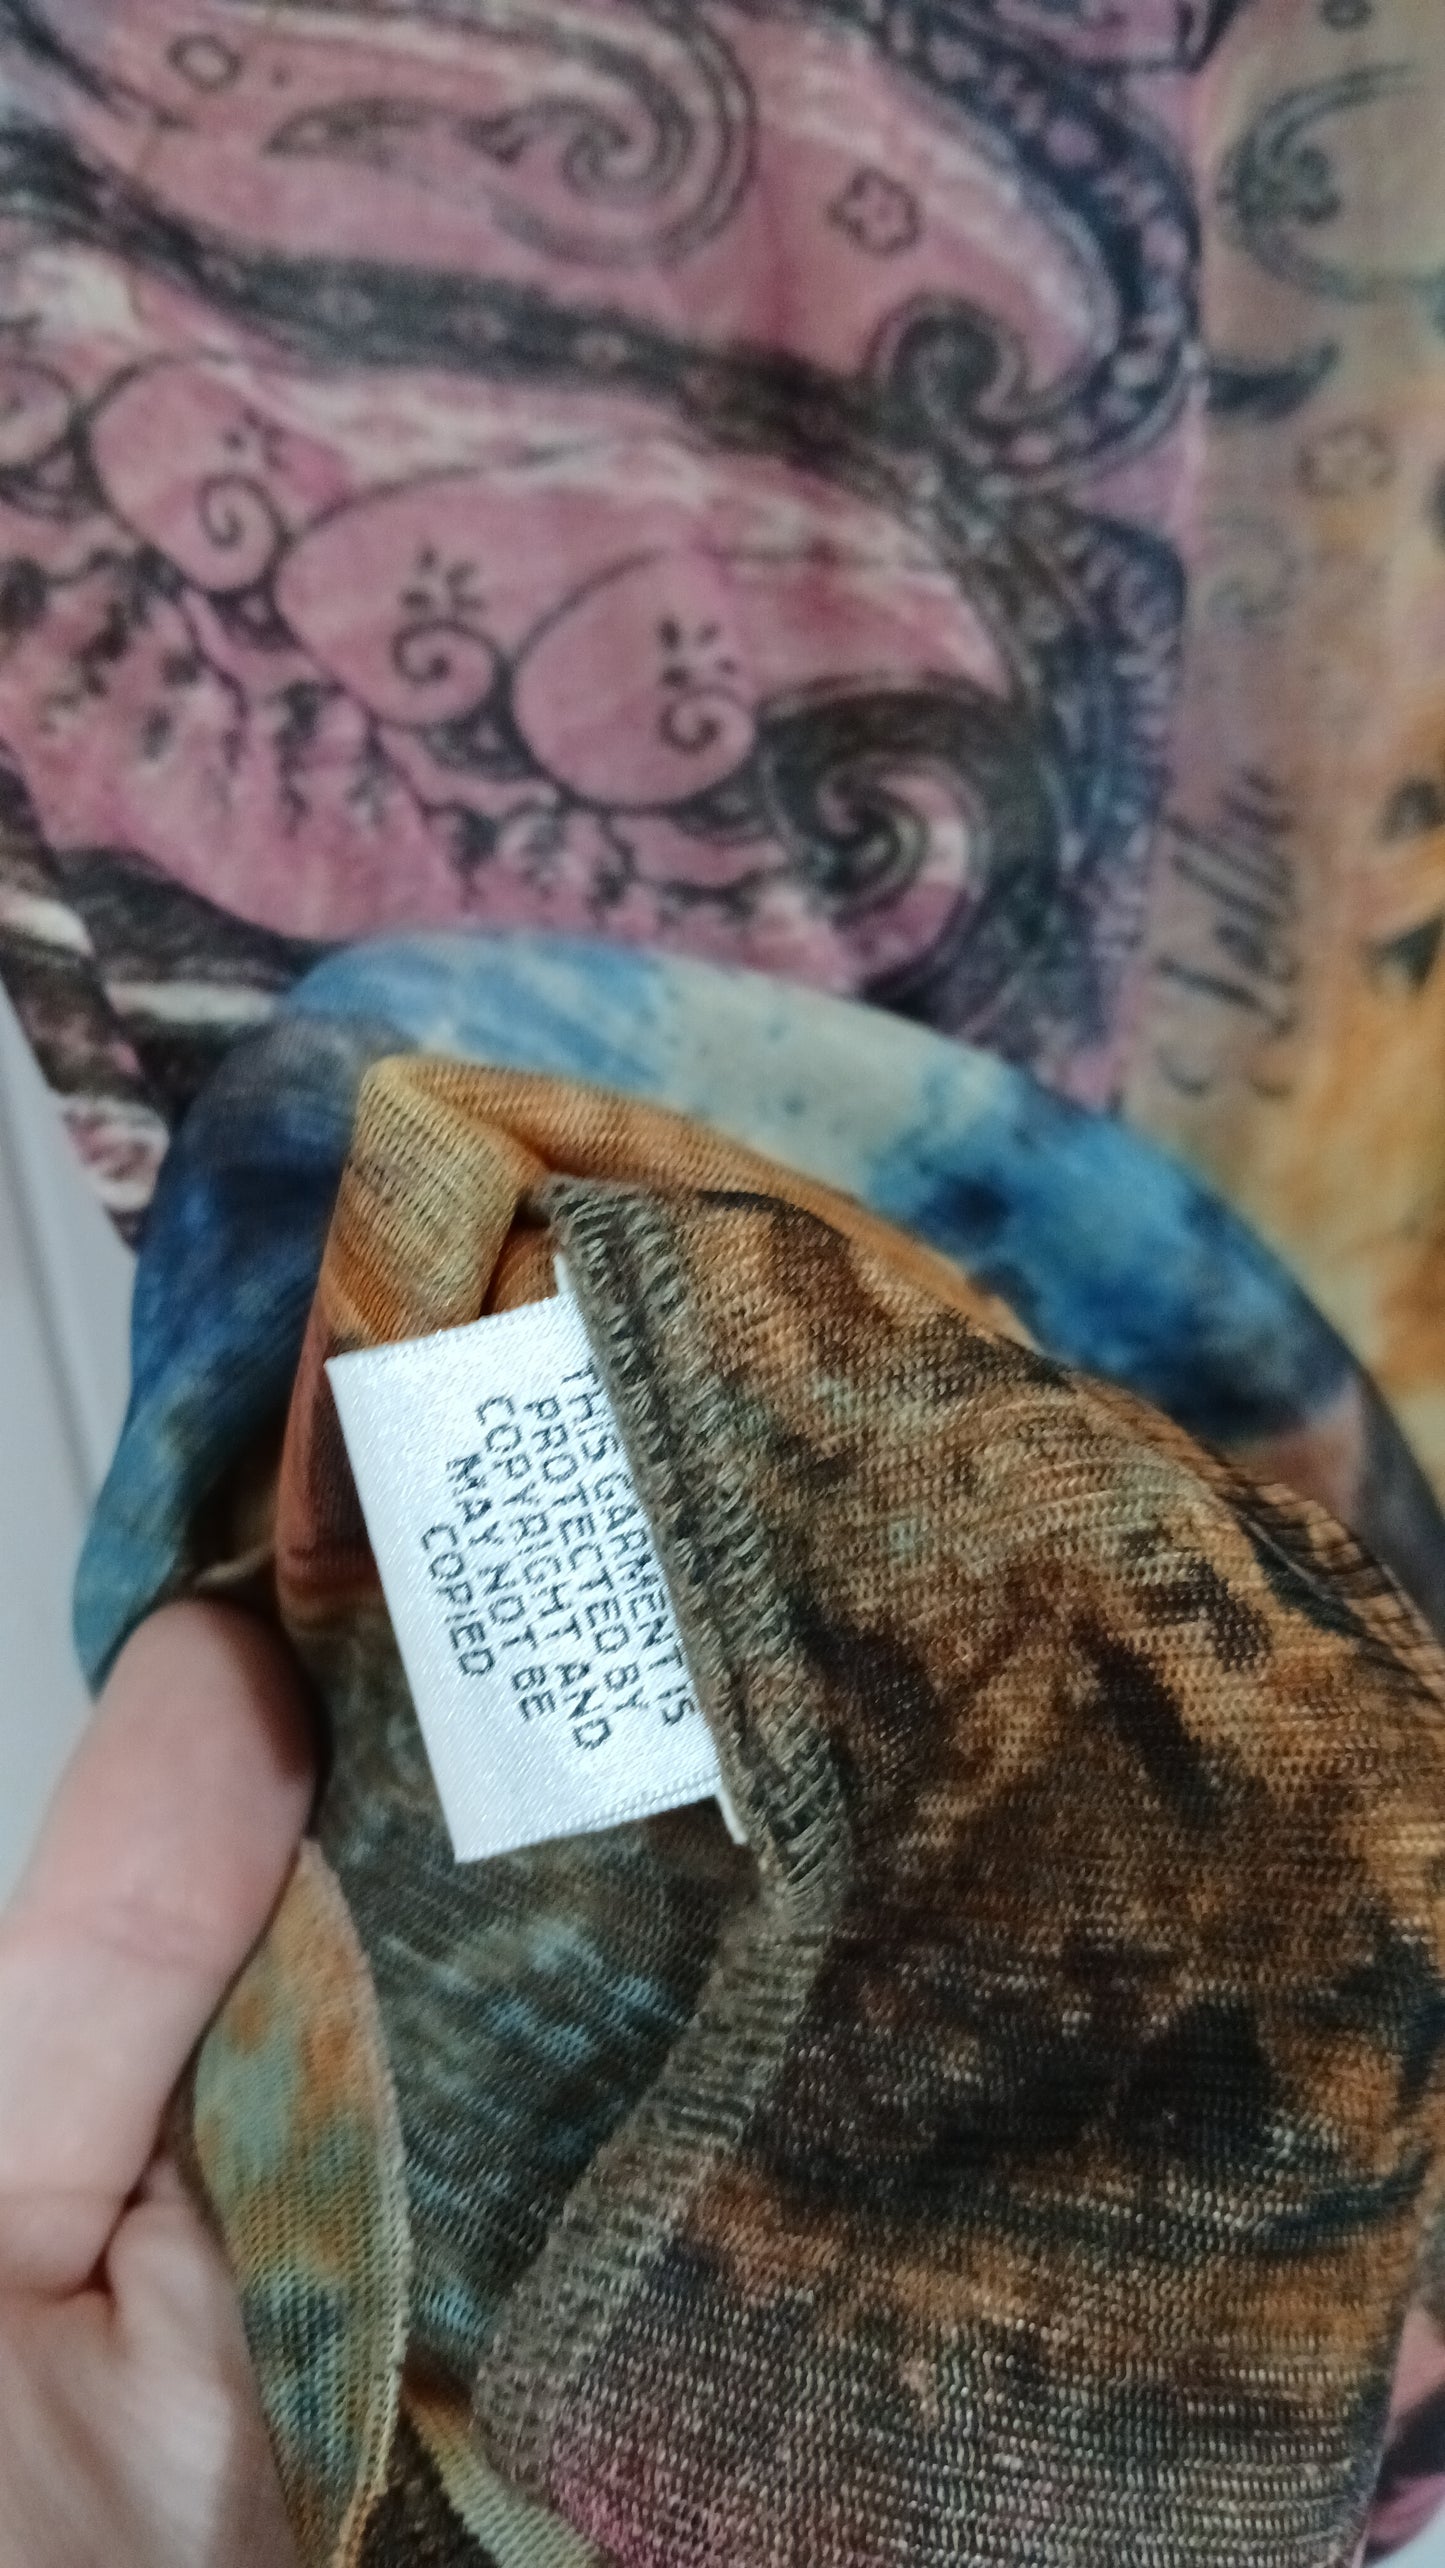 THIS GARMENT IS
PROTECTED BY
COPYRIGHT AND
MAY NOT BE
COPIED